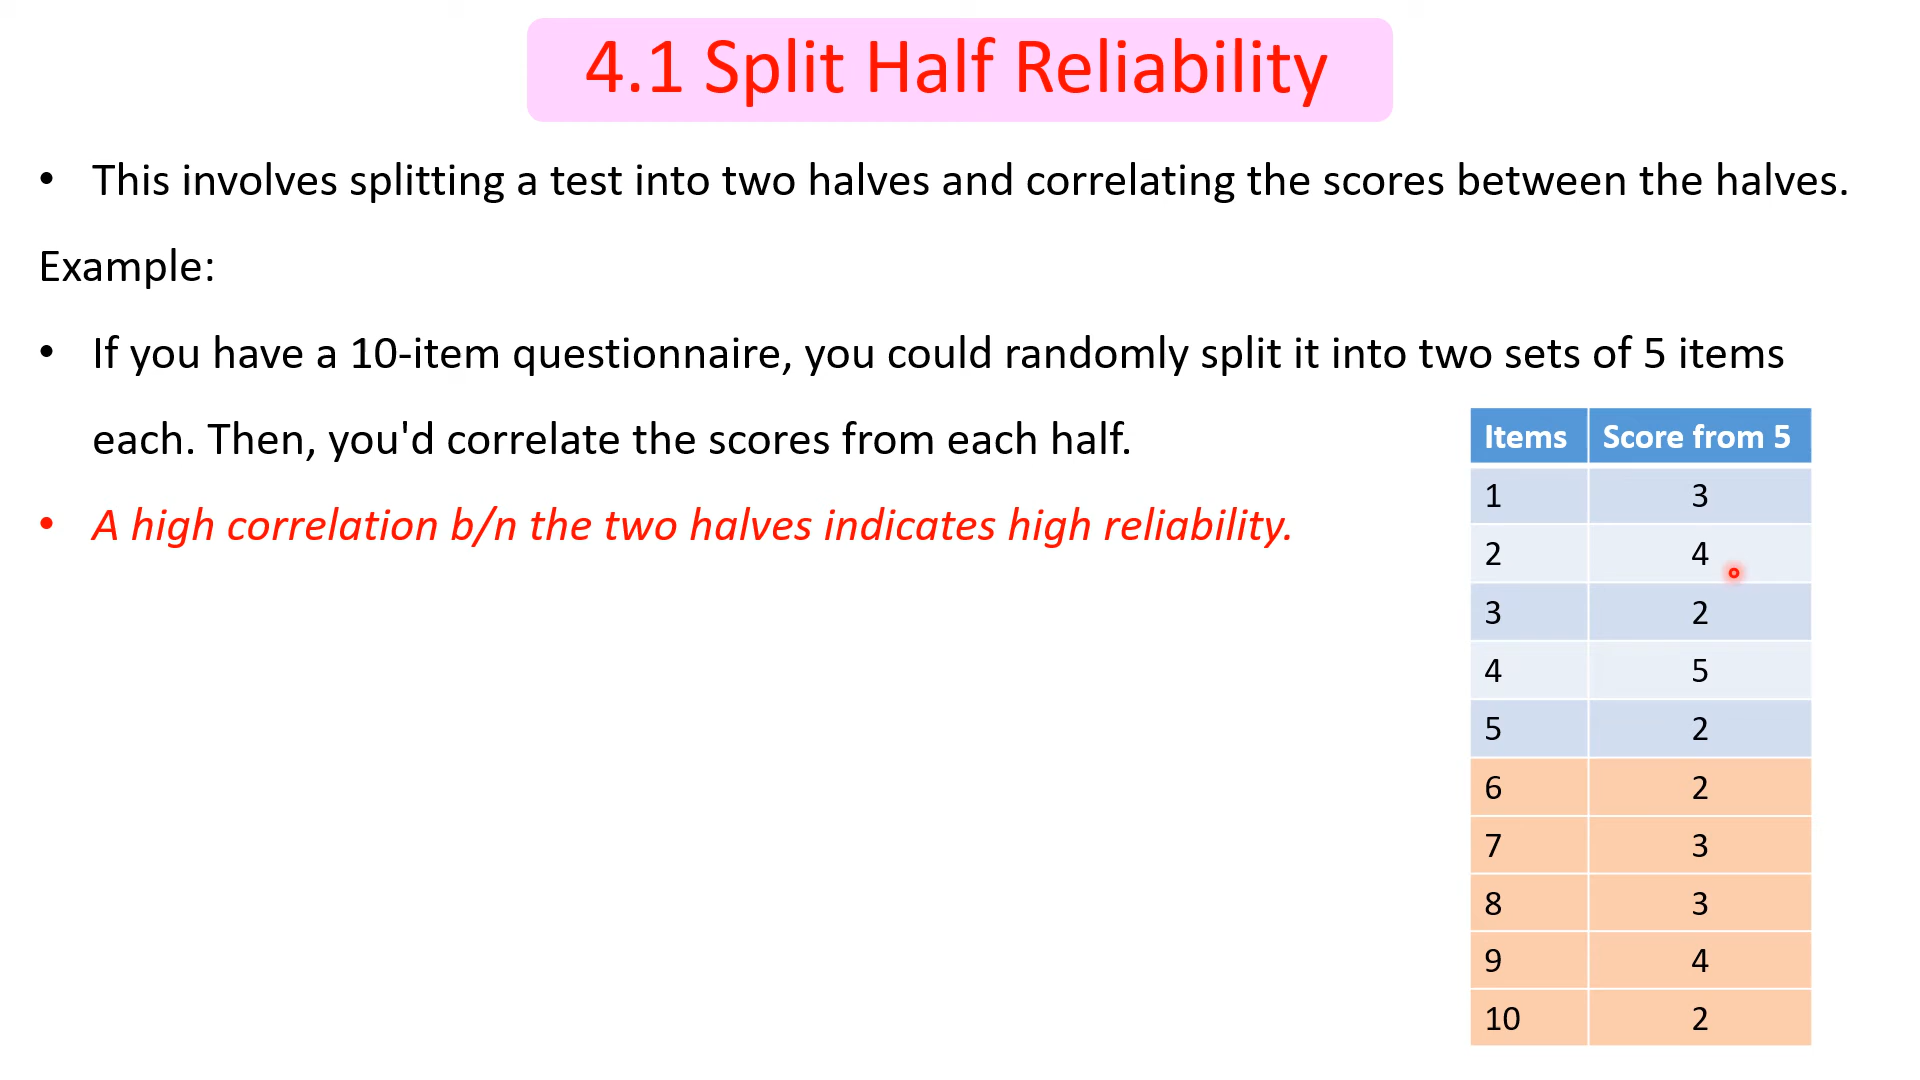 4.1 Split Half Reliability
• This involves splitting a test into two halves and correlating the scores between the halves.
Example:
• If you have a 10-item questionnaire, you could randomly split it into two sets of 5 items
each. Then, you'd correlate the scores from each half.
• A high correlation b/n the two halves indicates high reliability.
Items Score from 5
1 3
2 4
3 2
4 5
5 2
6 2
7 3
8 3
9 4
10 2